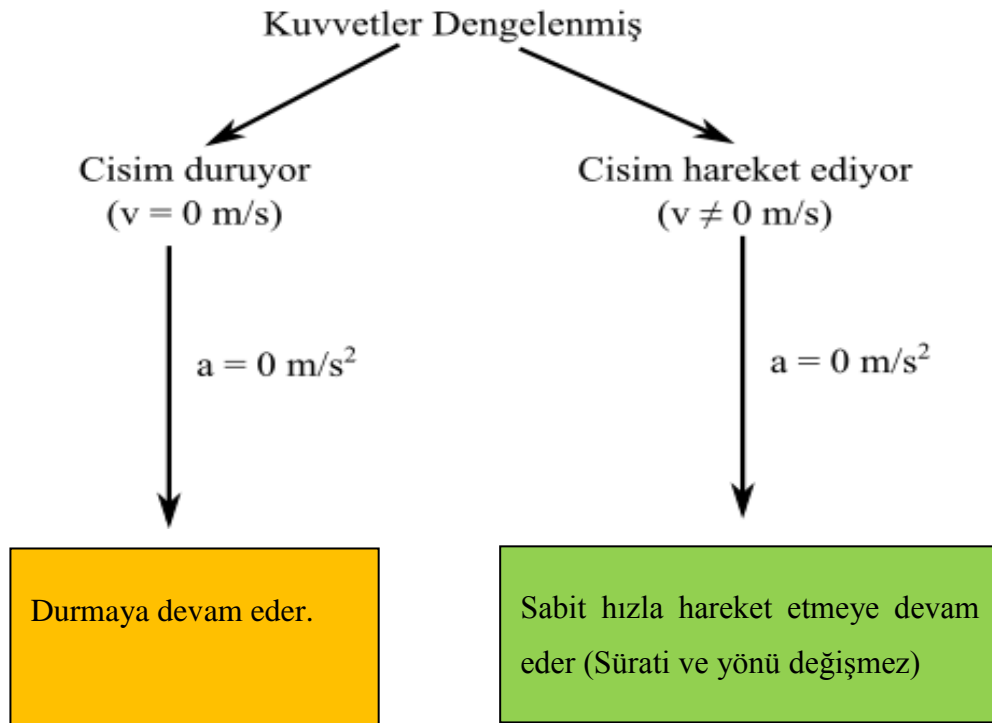 Kuvvetler Dengelenmiş
Cisim duruyor
(v = 0 m/s)
Cisim hareket ediyor
(v ≠ 0 m/s)
a = 0 m/s²
a = 0 m/s²
Durmaya devam eder.
Sabit hızla hareket etmeye devam
eder (Sürati ve yönü değişmez)